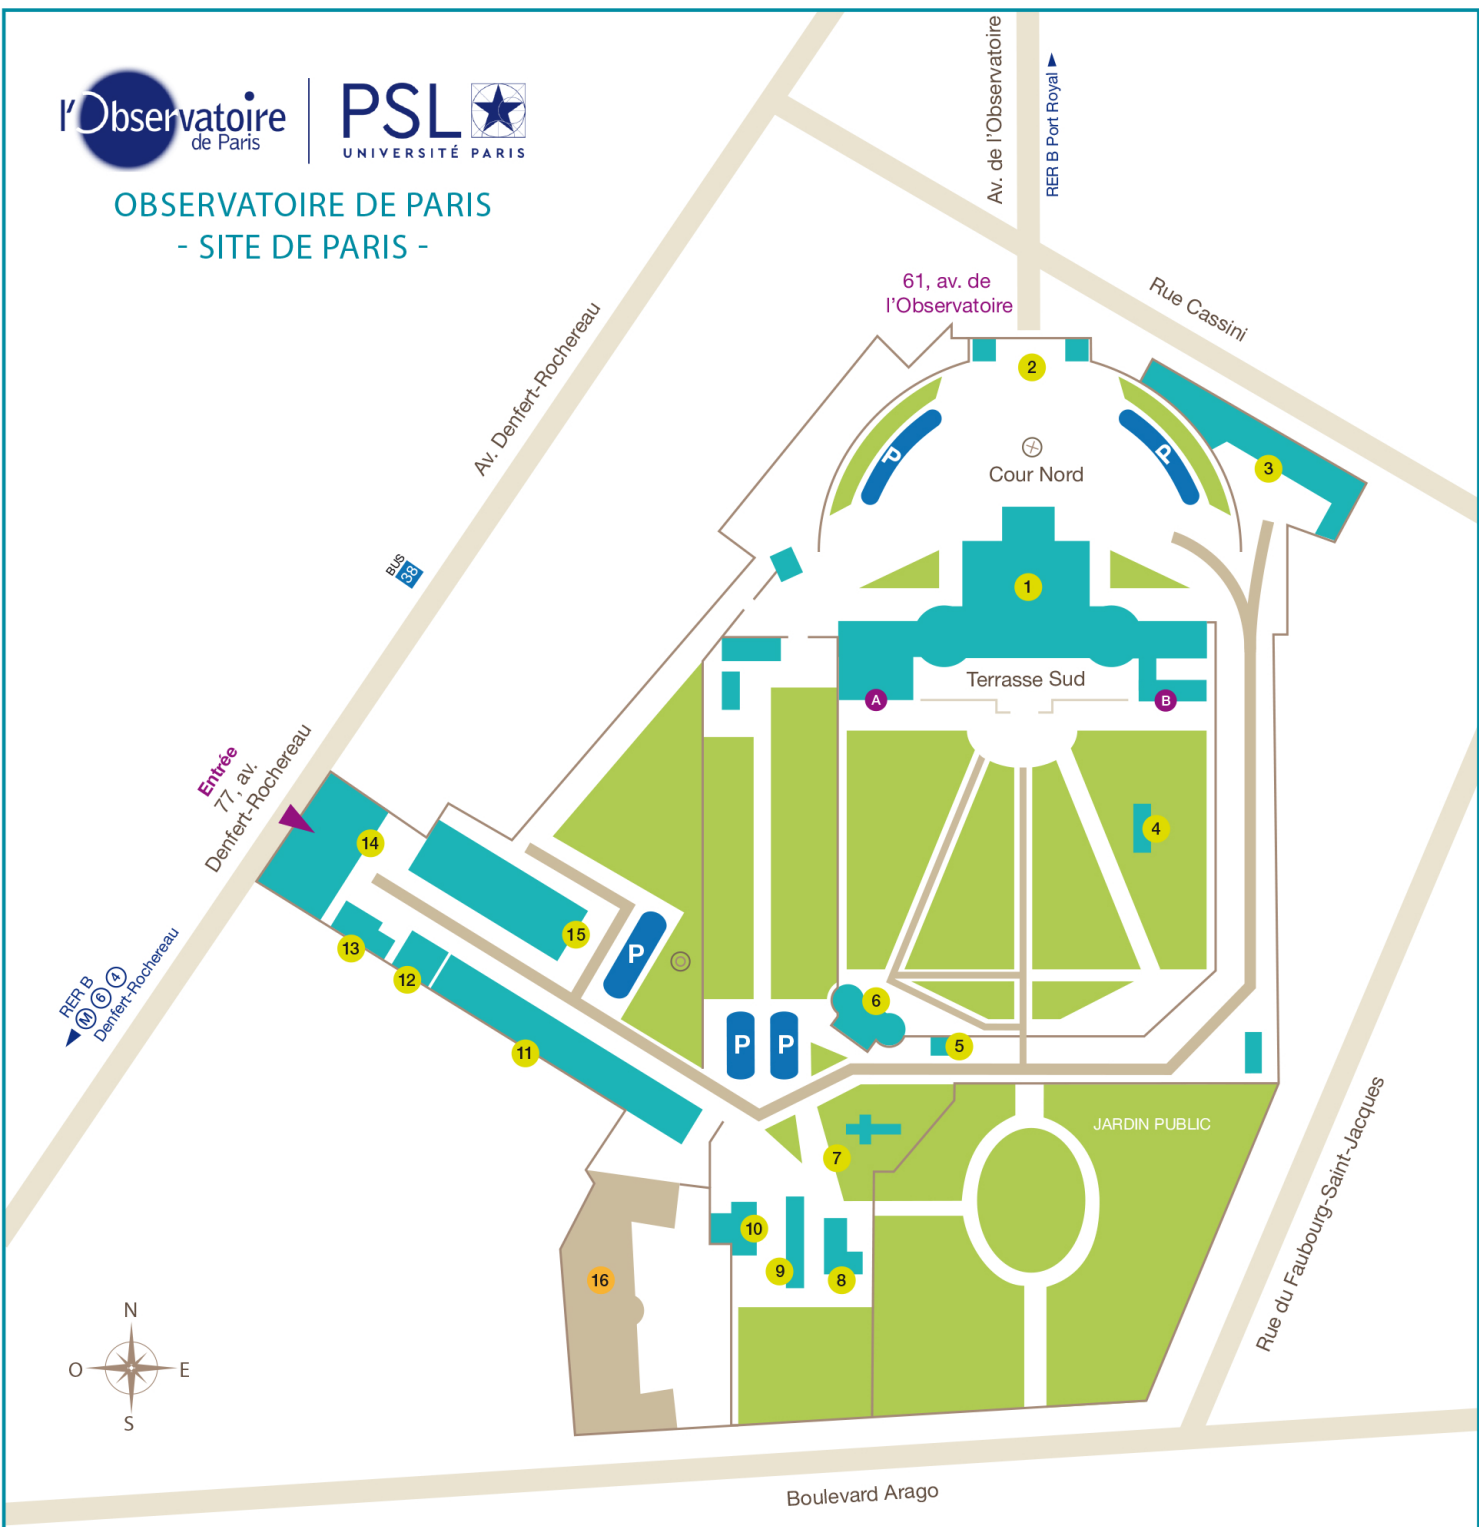 l'Observatoire
de Paris
PSL
UNIVERSITÉ PARIS
OBSERVATOIRE DE PARIS
- SITE DE PARIS -
Av. de l'Observatoire
RER B Port Royal
61, av. de
l'Observatoire
Rue Cassini
Av. Denfert-Rochereau
2
P
P
3
Cour Nord
BUS
38
1
Terrasse Sud
A
B
Entrée
77, av.
Denfert-Rochereau
14
4
15
13
12
P
RER B
M 6 4
Denfert-Rochereau
6
5
11
P
P
JARDIN PUBLIC
7
10
9
8
16
Rue du Faubourg-Saint-Jacques
N
O
E
S
Boulevard Arago